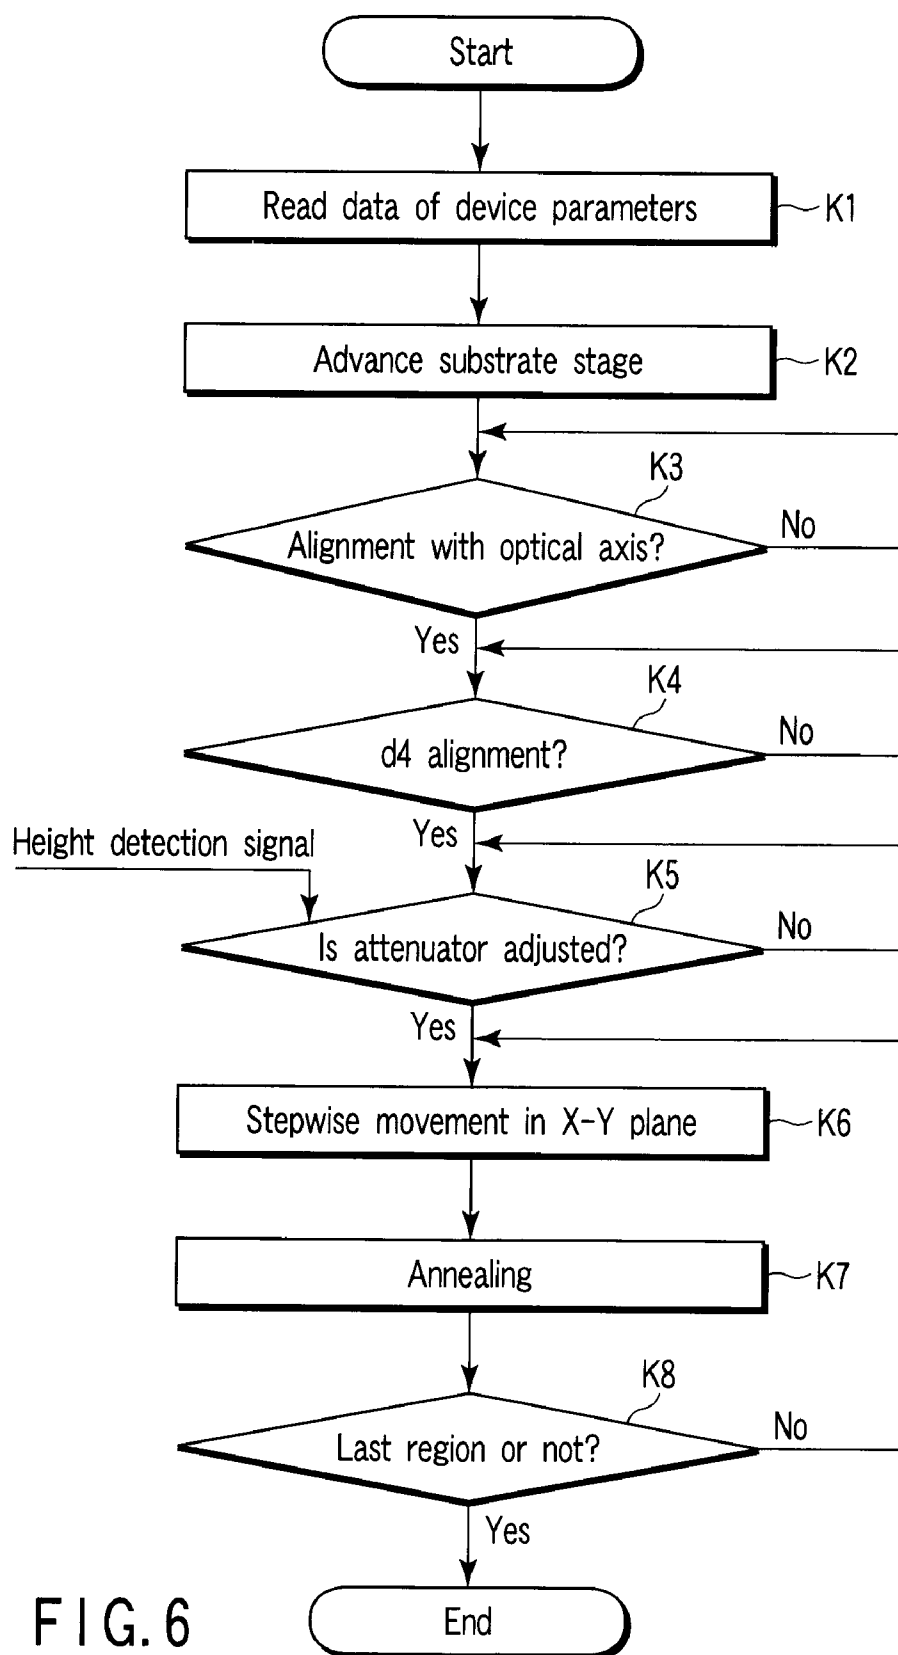 Start
Read data of device parameters
K1
Advance substrate stage
K2
K3
Alignment with optical axis?
No
Yes
K4
d4 alignment?
No
Yes
Height detection signal
K5
Is attenuator adjusted?
No
Yes
Stepwise movement in X-Y plane
K6
Annealing
K7
K8
Last region or not?
No
Yes
End
FIG. 6